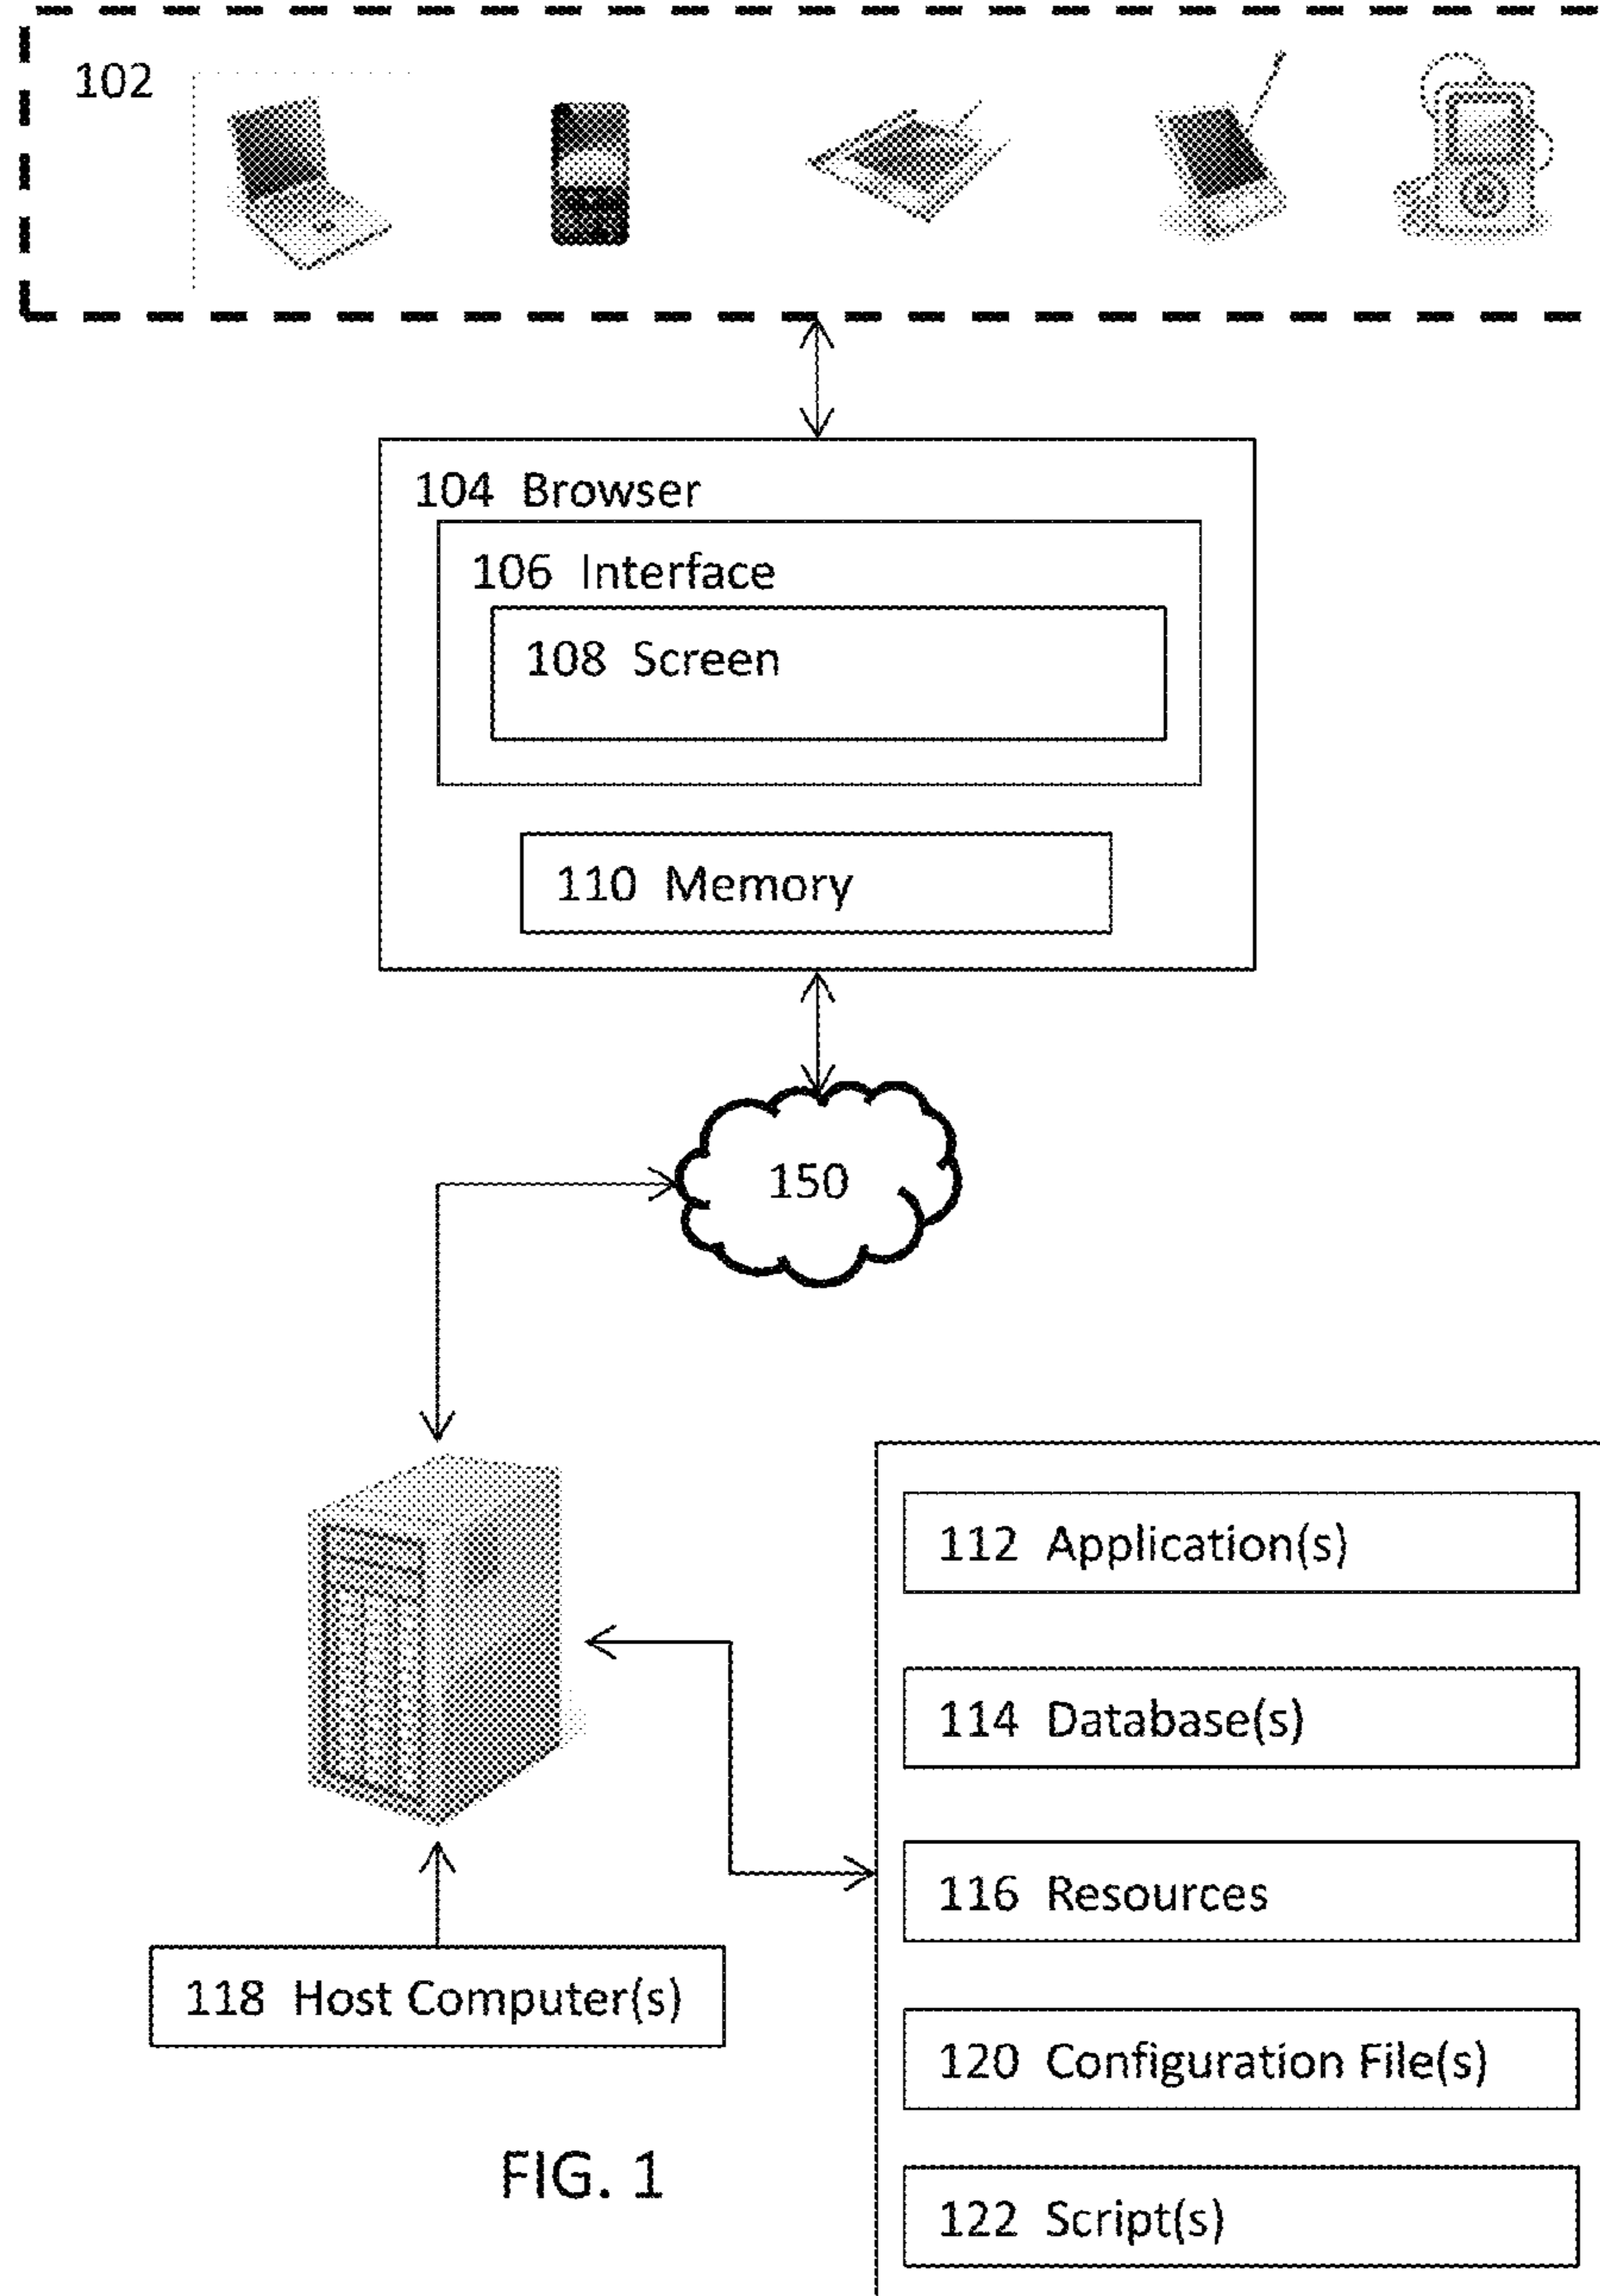 102
104 Browser
106 Interface
108 Screen
110 Memory
150
112 Application(s)
114 Database(s)
116 Resources
118 Host Computer(s)
120 Configuration File(s)
122 Script(s)
FIG. 1